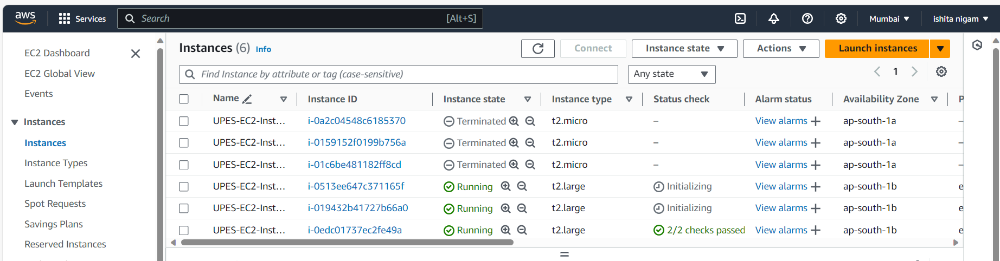 aws Services Search [Alt+S] Mumbai ishita nigam
EC2 Dashboard
EC2 Global View
Events
Instances
Instances
Instance Types
Launch Templates
Spot Requests
Savings Plans
Reserved Instances
Instances (6) Info Connect Instance state Actions Launch instances
Find Instance by attribute or tag (case-sensitive) Any state 1
Name Instance ID Instance state Instance type Status check Alarm status Availability Zone P
UPES-EC2-Inst... i-0a2c04548c6185370 Terminated t2.micro – View alarms + ap-south-1a –
UPES-EC2-Inst... i-0159152f0199b756a Terminated t2.micro – View alarms + ap-south-1a –
UPES-EC2-Inst... i-01c6be481182ff8cd Terminated t2.micro – View alarms + ap-south-1a –
UPES-EC2-Inst... i-0513ee647c371165f Running t2.large Initializing View alarms + ap-south-1b e
UPES-EC2-Inst... i-019432b41727b66a0 Running t2.large Initializing View alarms + ap-south-1b e
UPES-EC2-Inst... i-0edc01737ec2fe49a Running t2.large 2/2 checks passed View alarms + ap-south-1b e